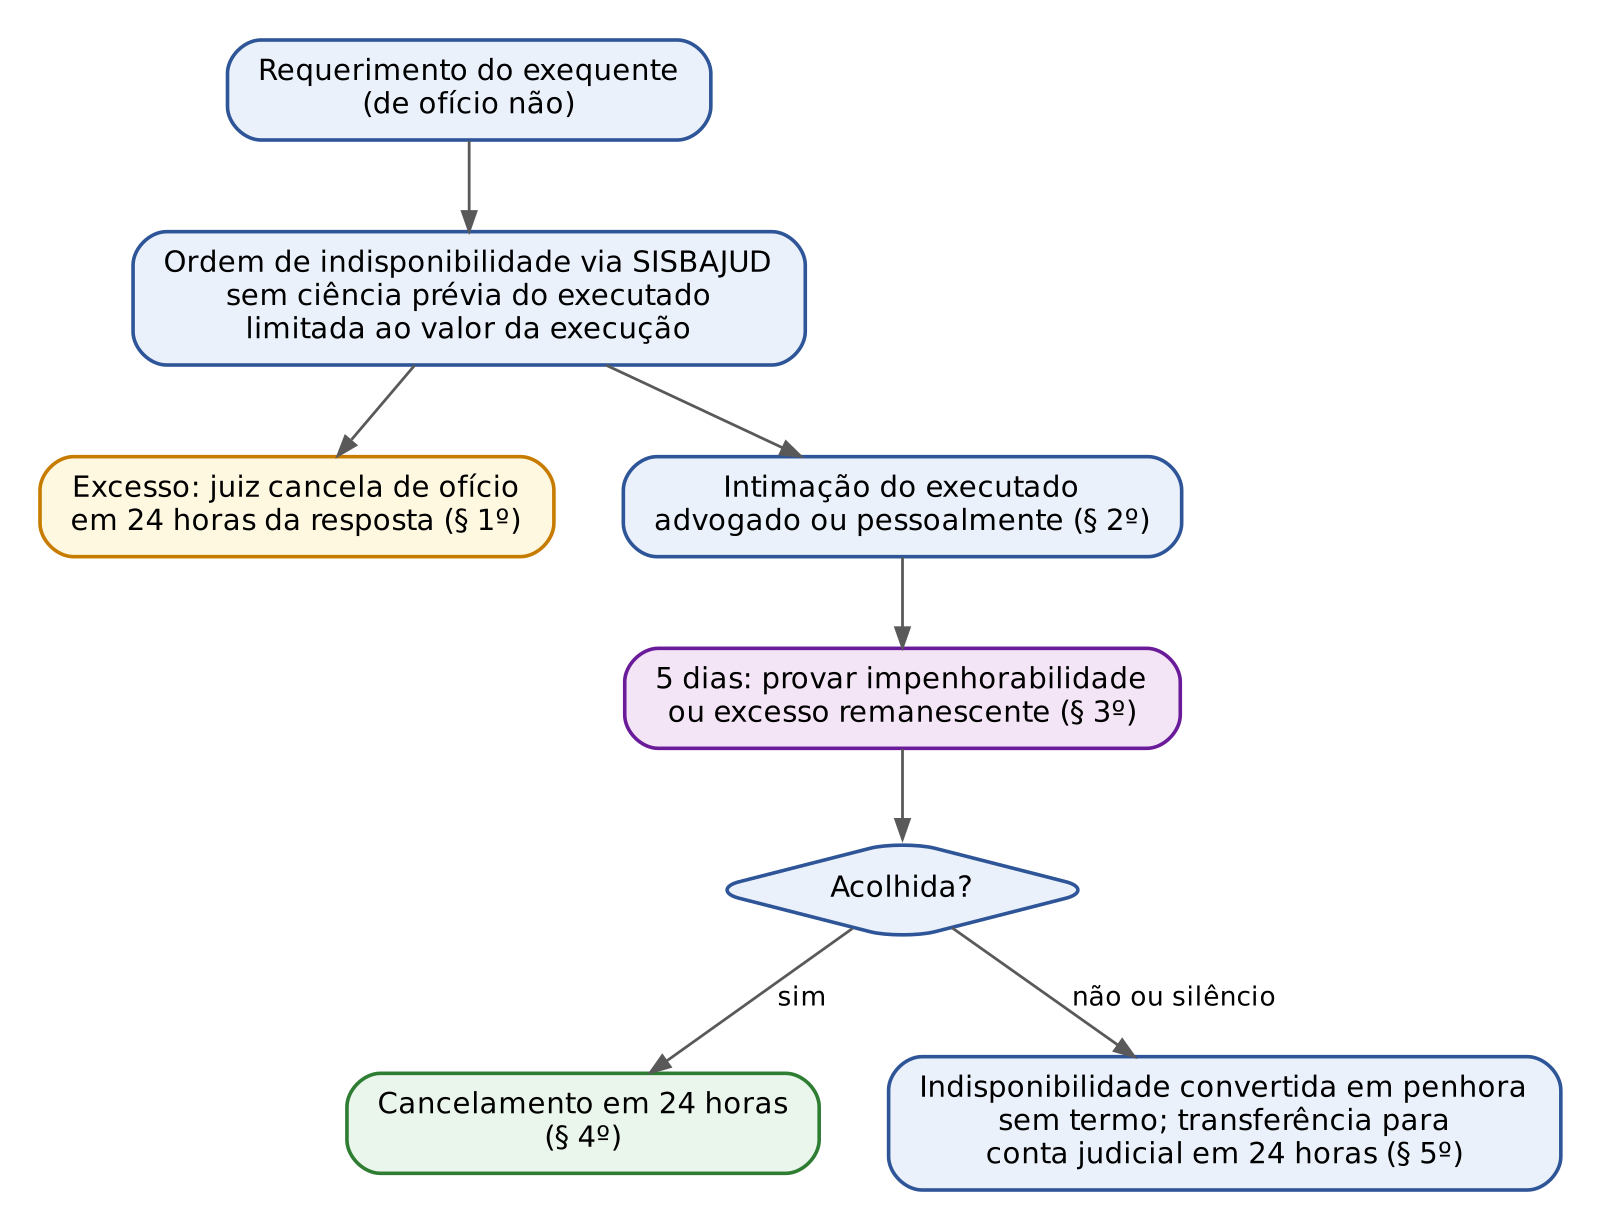 Requerimento do exequente
(de ofício não)
Ordem de indisponibilidade via SISBAJUD
sem ciência prévia do executado
limitada ao valor da execução
Excesso: juiz cancela de ofício
em 24 horas da resposta (§ 1º)
Intimação do executado
advogado ou pessoalmente (§ 2º)
5 dias: provar impenhorabilidade
ou excesso remanescente (§ 3º)
Acolhida?
sim
não ou silêncio
Cancelamento em 24 horas
(§ 4º)
Indisponibilidade convertida em penhora
sem termo; transferência para
conta judicial em 24 horas (§ 5º)